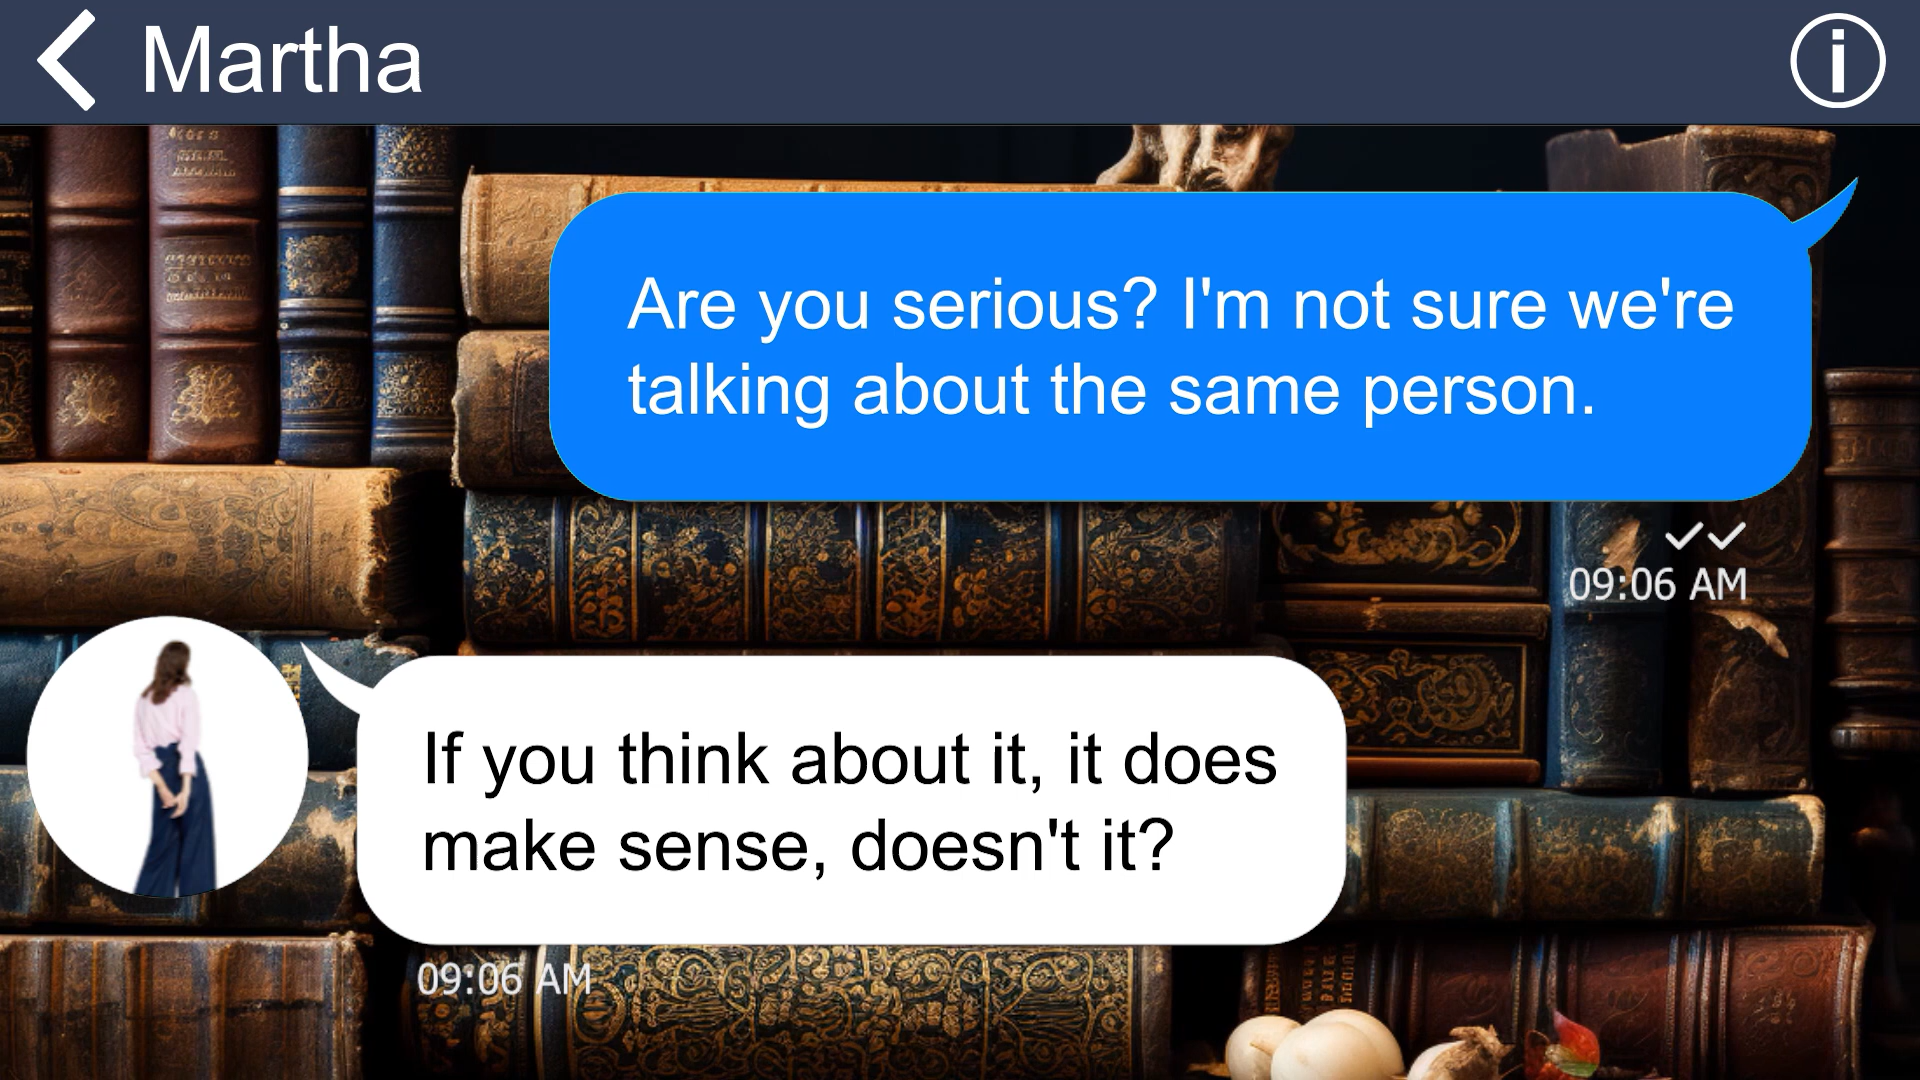 Martha
Are you serious? I'm not sure we're
talking about the same person.
09:06 AM
If you think about it, it does
make sense, doesn't it?
09:06 AM